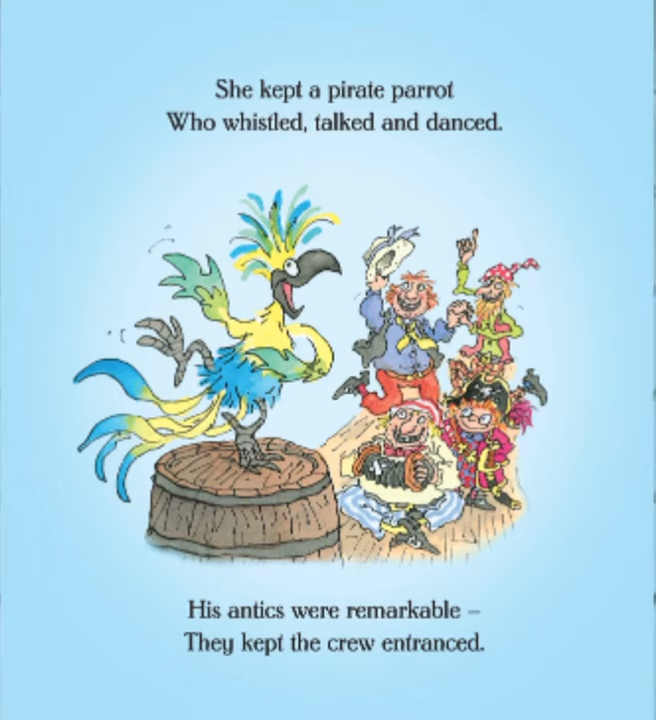 She kept a pirate parrot
Who whistled, talked and danced.
His antics were remarkable –
They kept the crew entranced.